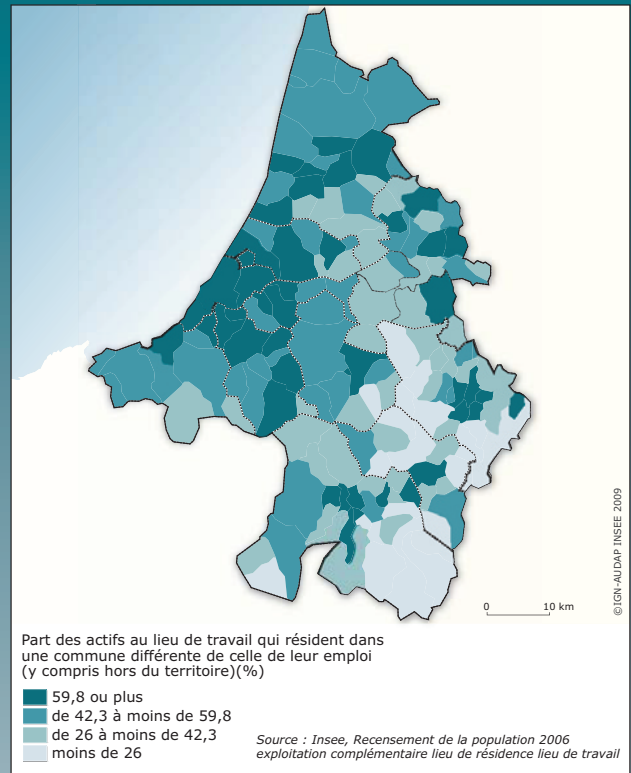 ©IGN-AUDAP INSEE 2009
0 10 km
Part des actifs au lieu de travail qui résident dans
une commune différente de celle de leur emploi
(y compris hors du territoire)(%)
59,8 ou plus
de 42,3 à moins de 59,8
de 26 à moins de 42,3
moins de 26
Source : Insee, Recensement de la population 2006
exploitation complémentaire lieu de résidence lieu de travail